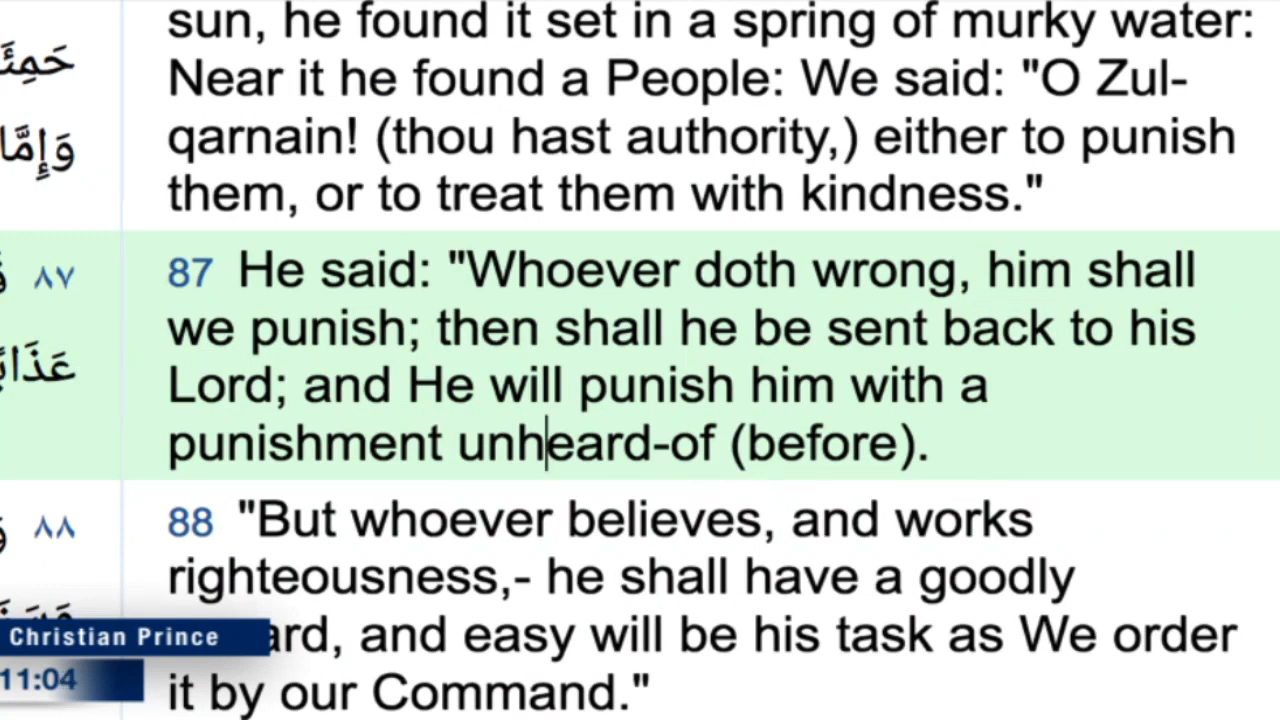 sun, he found it set in a spring of murky water:
Near it he found a People: We said: "O Zul-
qarnain! (thou hast authority,) either to punish
them, or to treat them with kindness."
وَإِمَّا
٨٧
87 He said: "Whoever doth wrong, him shall
we punish; then shall he be sent back to his
Lord; and He will punish him with a
punishment unheard-of (before).
٨٨
88 "But whoever believes, and works
righteousness,- he shall have a goodly
ard, and easy will be his task as We order
it by our Command."
Christian Prince
11:04